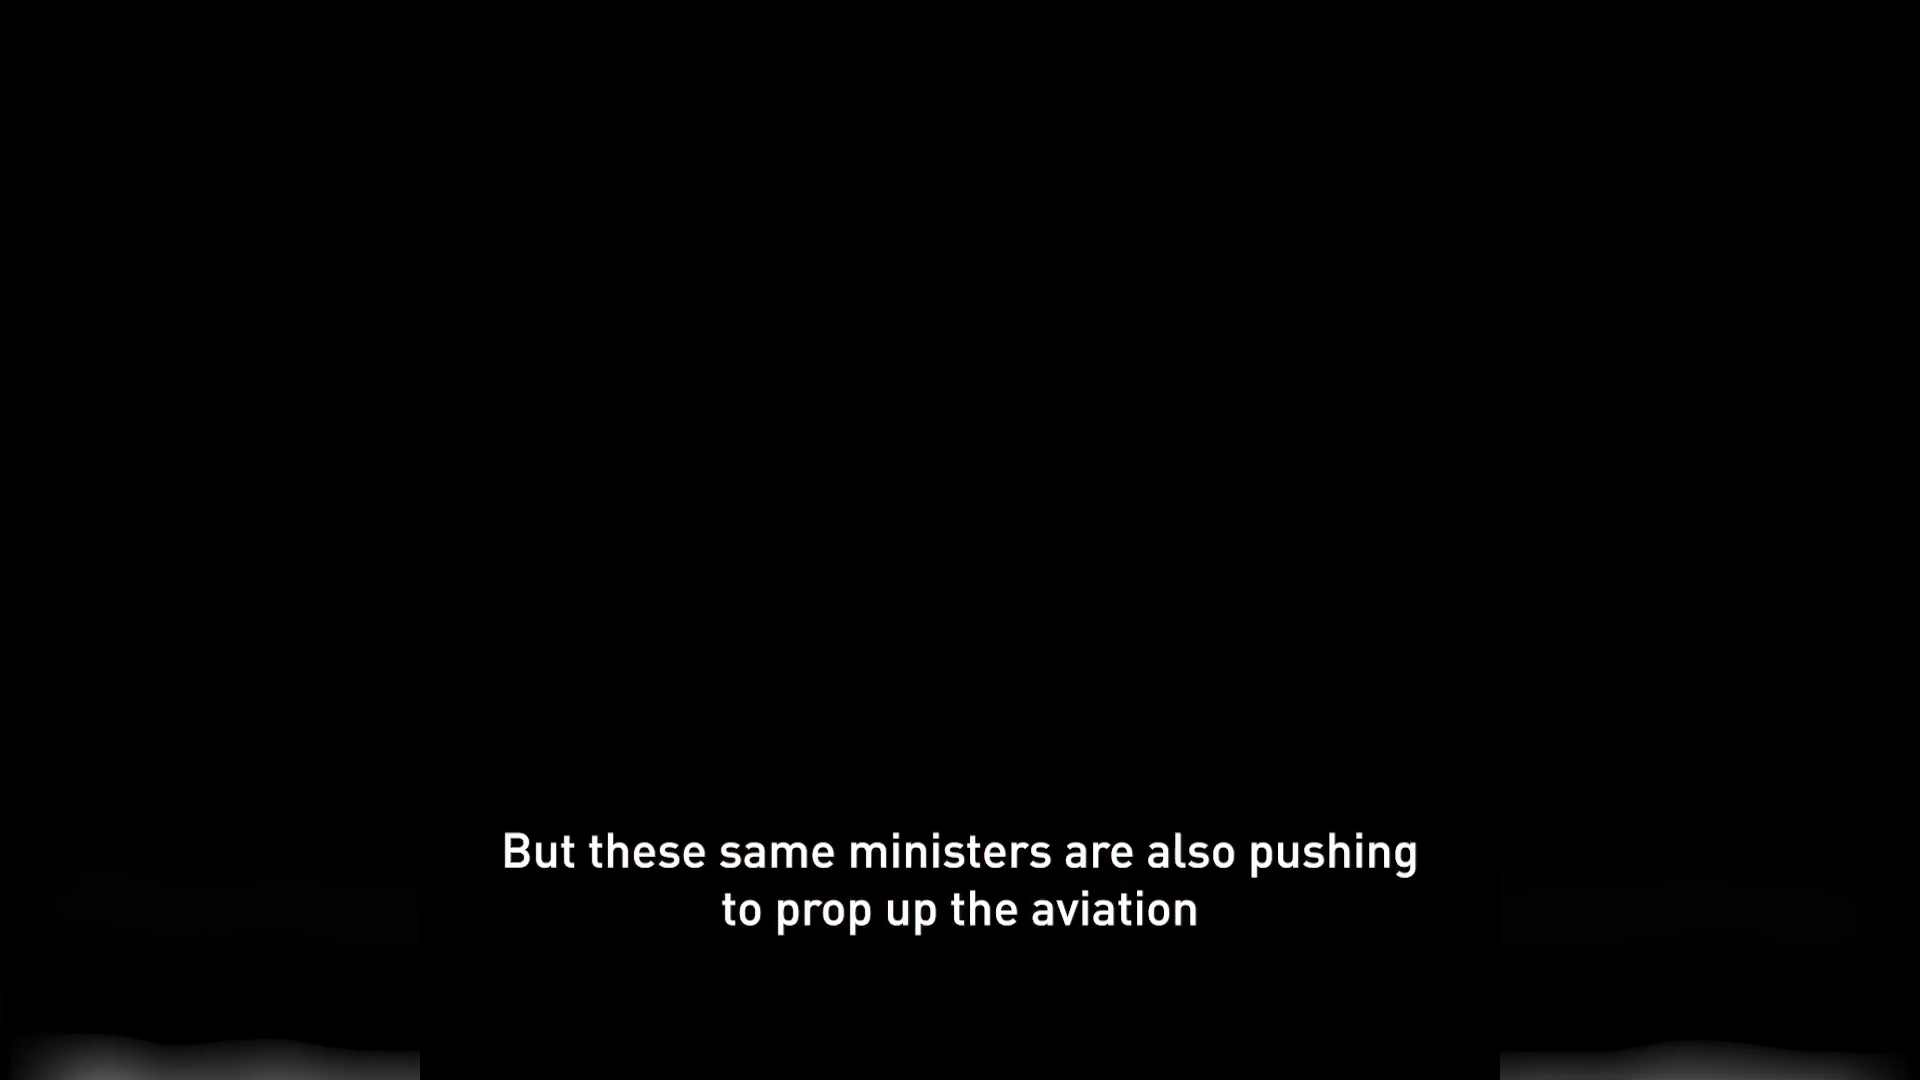 But these same ministers are also pushing
to prop up the aviation